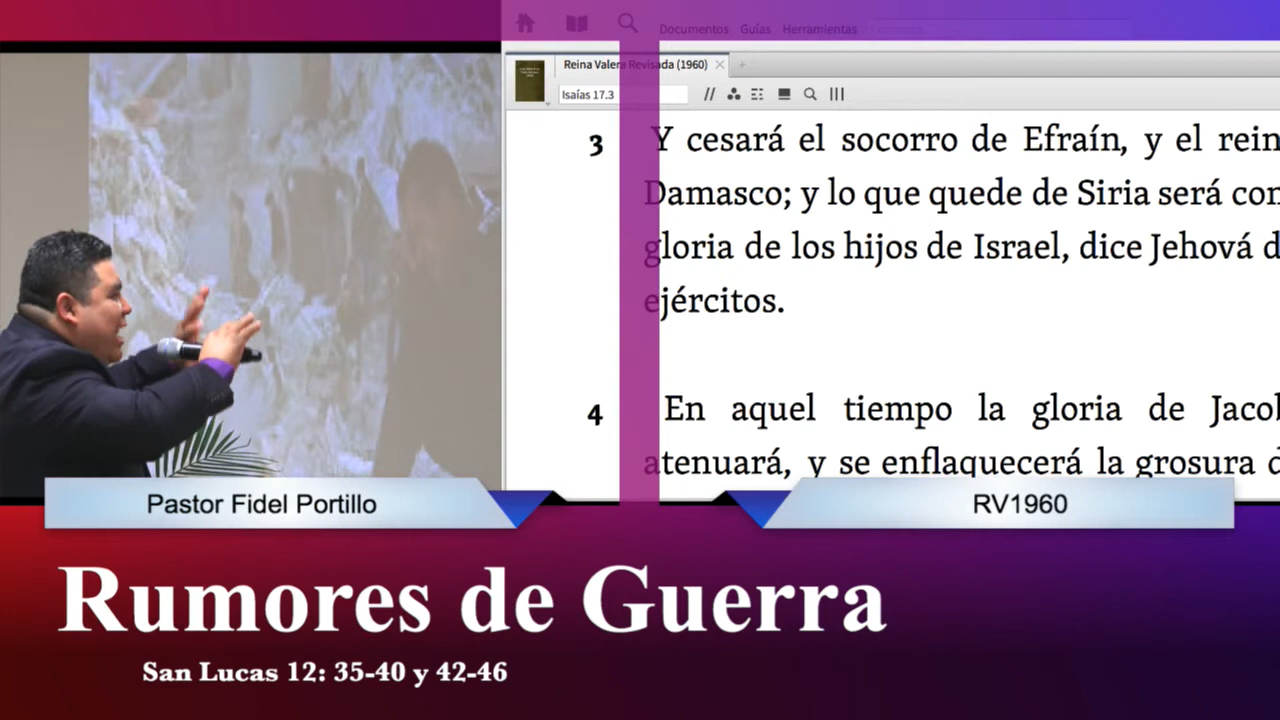 Documentos Guías Herramientas
Reina Valera Revisada (1960)
Isaías 17.3
3 Y cesará el socorro de Efraín, y el rein
Damasco; y lo que quede de Siria será con
gloria de los hijos de Israel, dice Jehová d
ejércitos.
4 En aquel tiempo la gloria de Jacob
atenuará, y se enflaquecerá la grosura d
Pastor Fidel Portillo
RV1960
Rumores de Guerra
San Lucas 12: 35-40 y 42-46